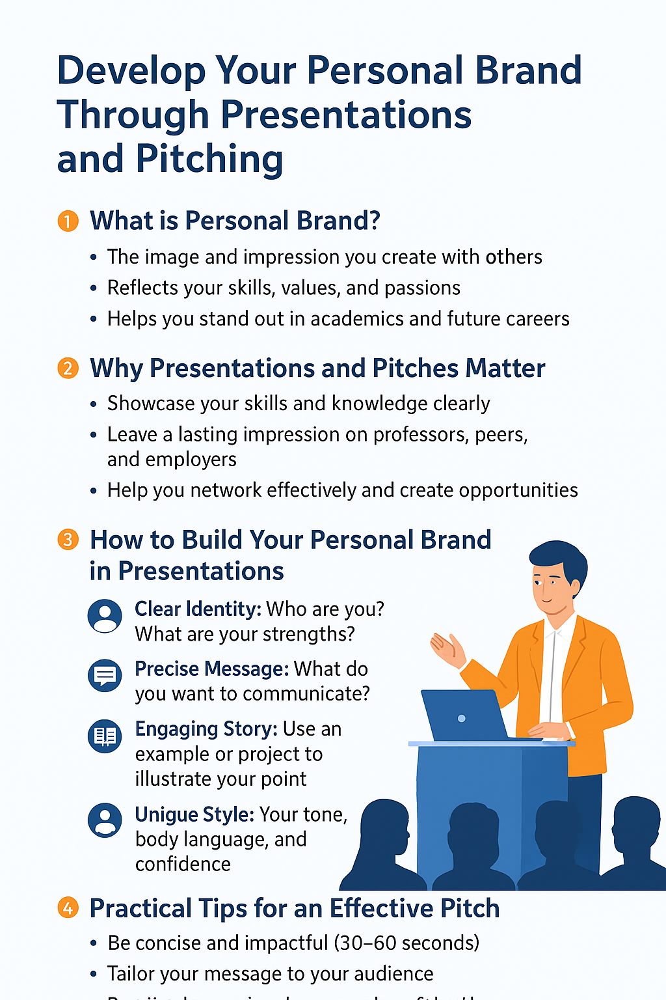 Develop Your Personal Brand
Through Presentations
and Pitching
1 What is Personal Brand?
• The image and impression you create with others
• Reflects your skills, values, and passions
• Helps you stand out in academics and future careers
2 Why Presentations and Pitches Matter
• Showcase your skills and knowledge clearly
• Leave a lasting impression on professors, peers,
and employers
• Help you network effectively and create opportunities
3 How to Build Your Personal Brand
in Presentations
Clear Identity: Who are you?
What are your strengths?
Precise Message: What do
you want to communicate?
Engaging Story: Use an
example or project to
illustrate your point
Unigue Style: Your tone,
body language, and
confidence
4 Practical Tips for an Effective Pitch
• Be concise and impactful (30–60 seconds)
• Tailor your message to your audience